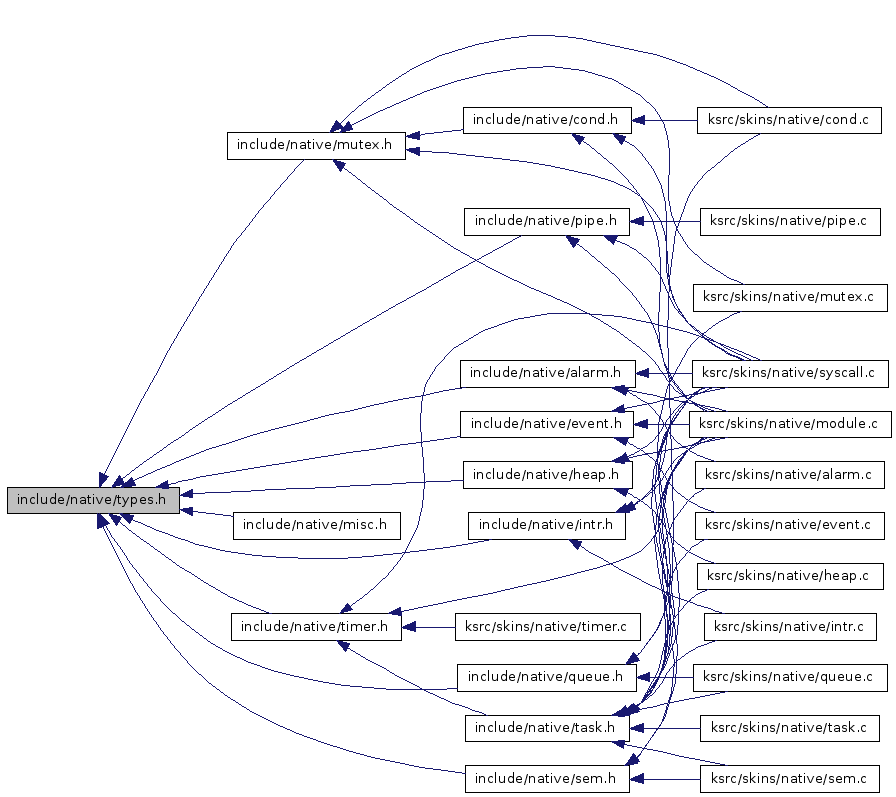 include/native/cond.h
ksrc/skins/native/cond.c
include/native/mutex.h
include/native/pipe.h
ksrc/skins/native/pipe.c
ksrc/skins/native/mutex.c
include/native/alarm.h
ksrc/skins/native/syscall.c
include/native/event.h
ksrc/skins/native/module.c
include/native/heap.h
ksrc/skins/native/alarm.c
include/native/types.h
include/native/misc.h
include/native/intr.h
ksrc/skins/native/event.c
ksrc/skins/native/heap.c
include/native/timer.h
ksrc/skins/native/timer.c
ksrc/skins/native/intr.c
include/native/queue.h
ksrc/skins/native/queue.c
include/native/task.h
ksrc/skins/native/task.c
include/native/sem.h
ksrc/skins/native/sem.c